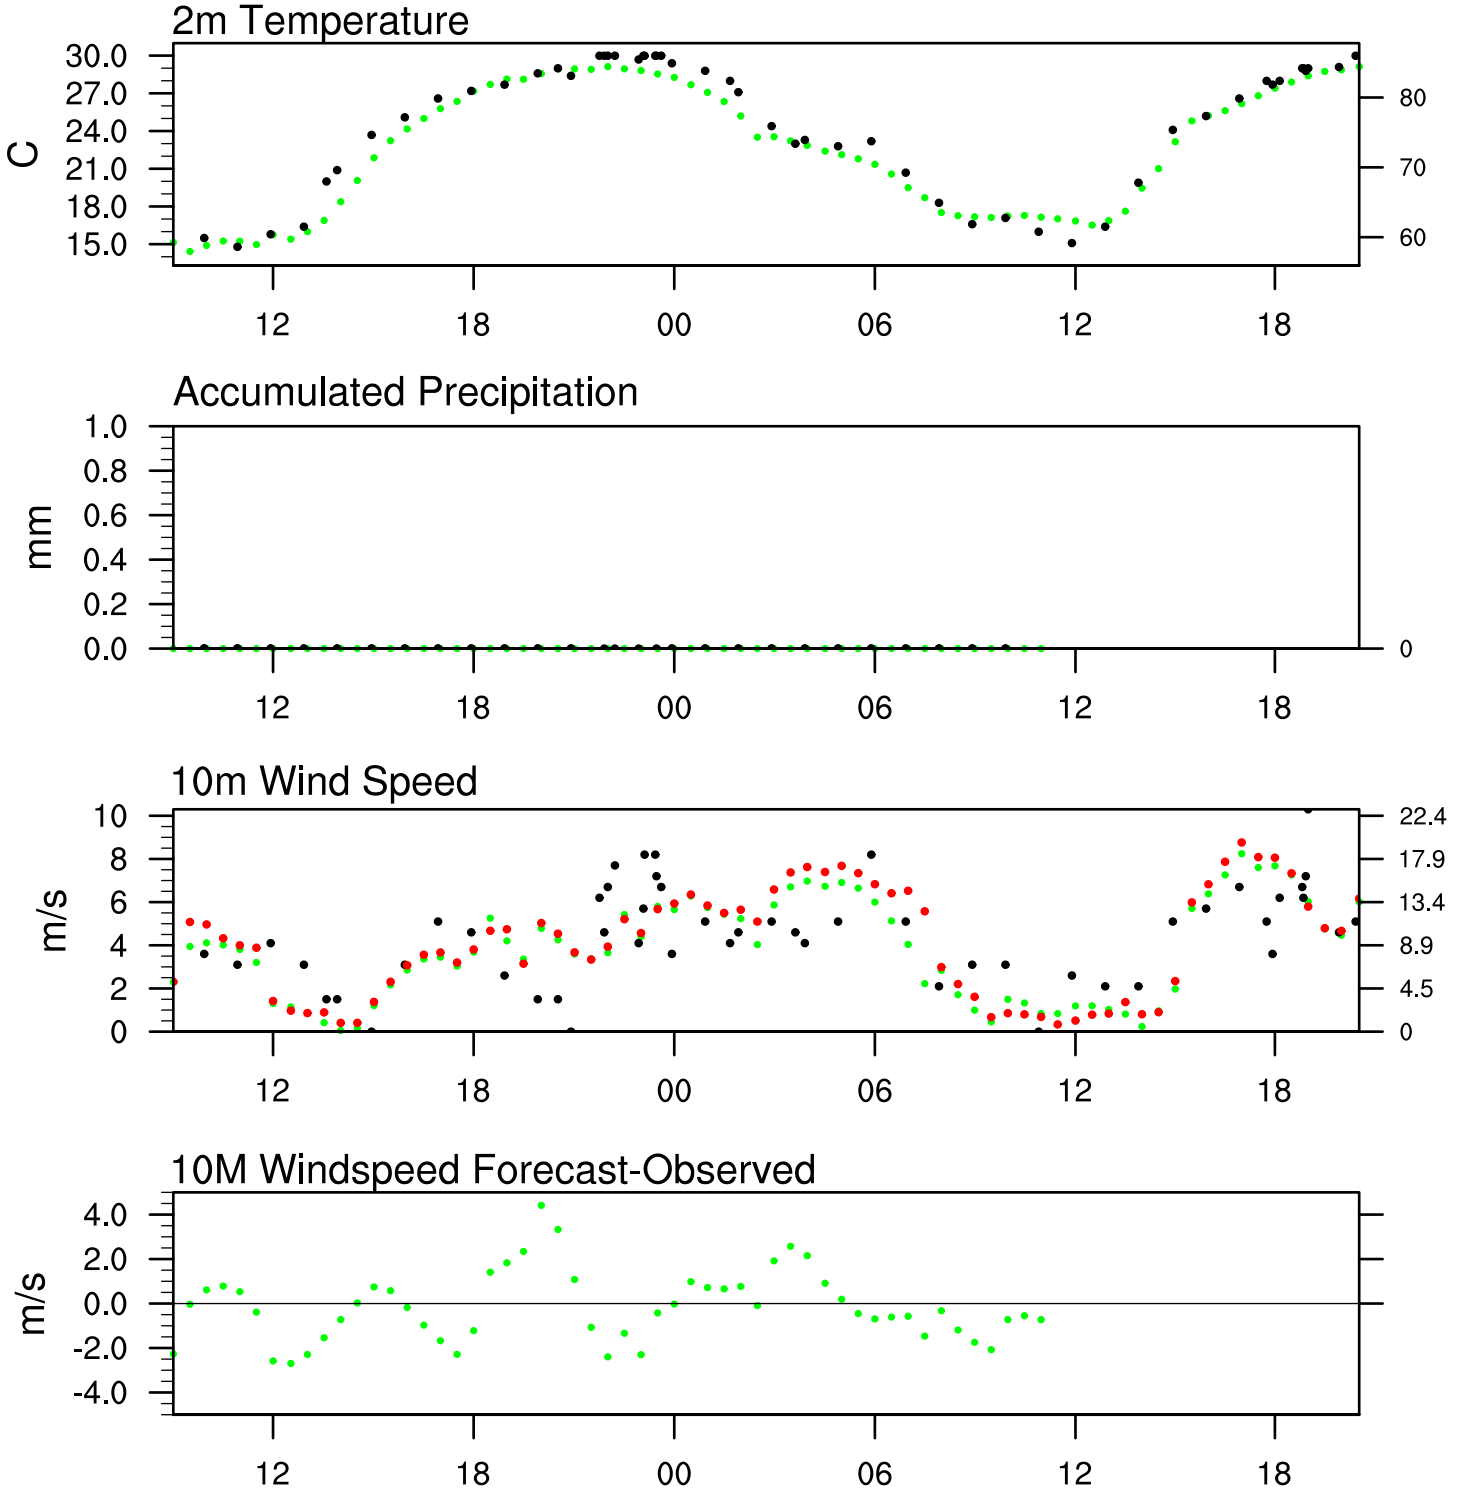 2m Temperature
30.0
27.0
24.0
21.0
18.0
15.0
C
80
70
60
12 18 00 06 12 18
Accumulated Precipitation
1.0
0.8
0.6
0.4
0.2
0.0
mm
0
12 18 00 06 12 18
10m Wind Speed
10
8
6
4
2
0
m/s
22.4
17.9
13.4
8.9
4.5
0
12 18 00 06 12 18
10M Windspeed Forecast-Observed
4.0
2.0
0.0
-2.0
-4.0
m/s
12 18 00 06 12 18